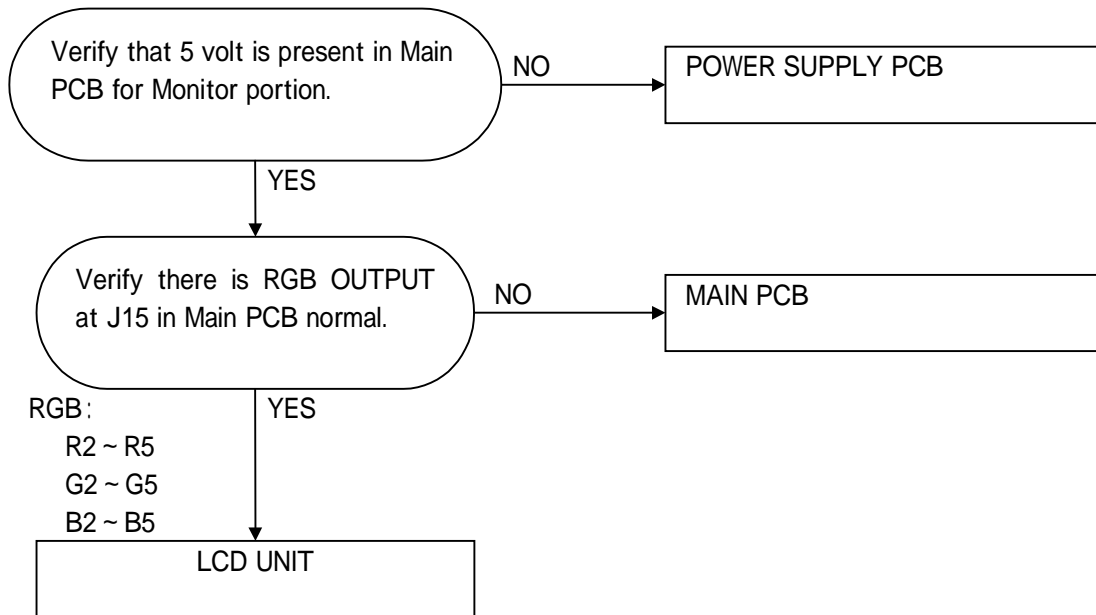 Verify that 5 volt is present in Main
PCB for Monitor portion.
NO
POWER SUPPLY PCB
YES
Verify there is RGB OUTPUT
at J15 in Main PCB normal.
NO
MAIN PCB
RGB:
YES
R2 ~ R5
G2 ~ G5
B2 ~ B5
LCD UNIT